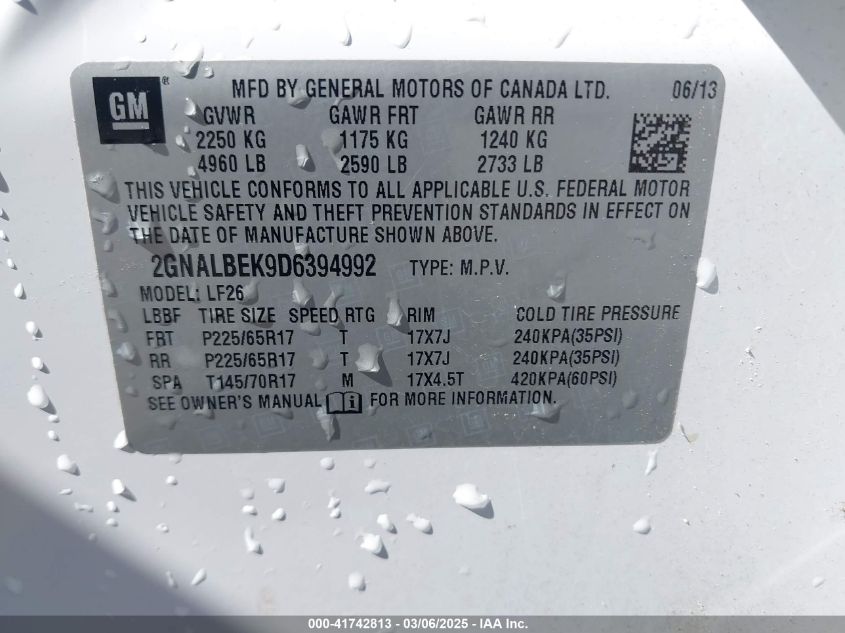 GM® MFD BY GENERAL MOTORS OF CANADA LTD. 06/13
GVWR GAWR FRT GAWR RR
2250 KG 1175 KG 1240 KG
4960 LB 2590 LB 2733 LB
THIS VEHICLE CONFORMS TO ALL APPLICABLE U.S. FEDERAL MOTOR
VEHICLE SAFETY AND THEFT PREVENTION STANDARDS IN EFFECT ON
THE DATE OF MANUFACTURE SHOWN ABOVE.
2GNALBEK9D6394992 TYPE: M.P.V.
MODEL: LF26
LBBF TIRE SIZE SPEED RTG RIM COLD TIRE PRESSURE
FRT P225/65R17 T 17X7J 240KPA(35PSI)
RR P225/65R17 T 17X7J 240KPA(35PSI)
SPA T145/70R17 M 17X4.5T 420KPA(60PSI)
SEE OWNER'S MANUAL FOR MORE INFORMATION.
000-41742813 - 03/06/2025 - IAA Inc.